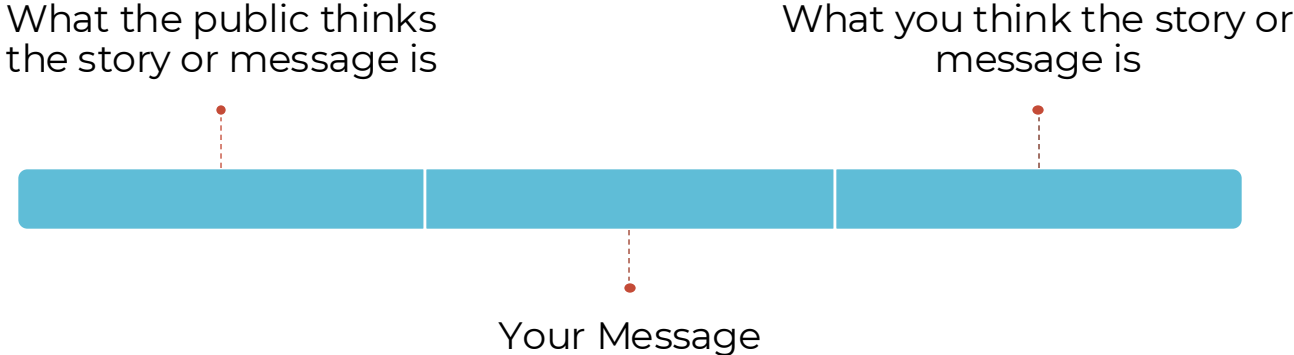 What the public thinks
the story or message is
What you think the story or
message is
Your Message